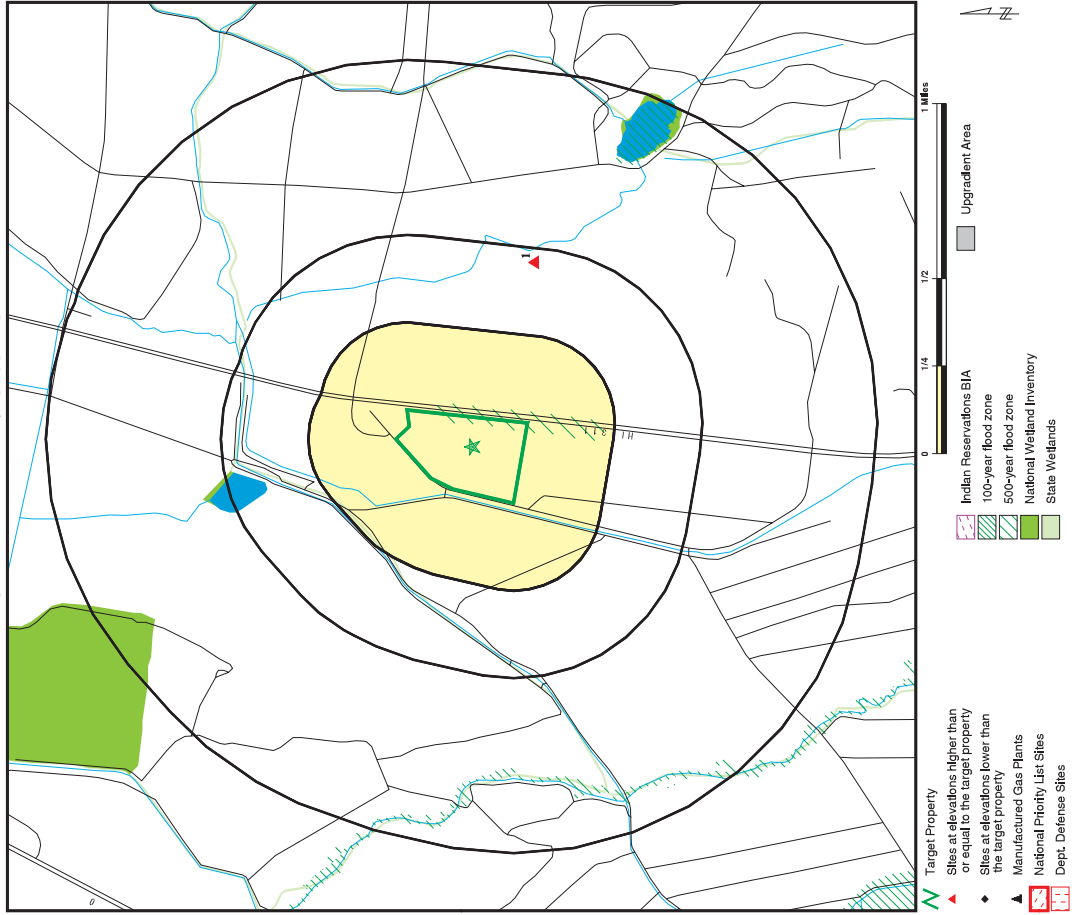 1
H I
0
0
1/4
1/2
1 Miles
Target Property
Sites at elevations higher than
or equal to the target property
Sites at elevations lower than
the target property
Manufactured Gas Plants
National Priority List Sites
Dept. Defense Sites
Indian Reservations BIA
100-year flood zone
500-year flood zone
National Wetland Inventory
State Wetlands
Upgradient Area
N